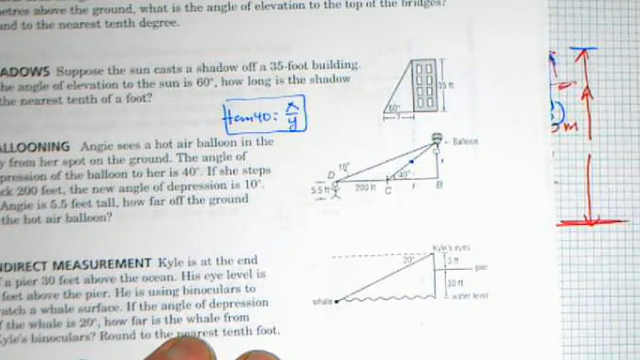 metres above the ground, what is the angle of elevation to the top of the bridges?
und to the nearest tenth degree.
ADOWS Suppose the sun casts a shadow off a 35-foot building.
he angle of elevation to the sun is 60°, how long is the shadow
the nearest tenth of a foot?
60°
35 ft
?
tan40: x/y
ALLOONING Angie sees a hot air balloon in the
y from her spot on the ground. The angle of
pression of the balloon to her is 40°. If she steps
ck 200 feet, the new angle of depression is 10°.
Angie is 5.5 feet tall, how far off the ground
the hot air balloon?
Balloon
D
10°
40°
5.5 ft
200 ft
C
B
NDIRECT MEASUREMENT Kyle is at the end
f a pier 30 feet above the ocean. His eye level is
feet above the pier. He is using binoculars to
atch a whale surface. If the angle of depression
f the whale is 20°, how far is the whale from
yle's binoculars? Round to the nearest tenth foot.
Kyle's eyes
20°
3 ft
pier
30 ft
whale
water level
m